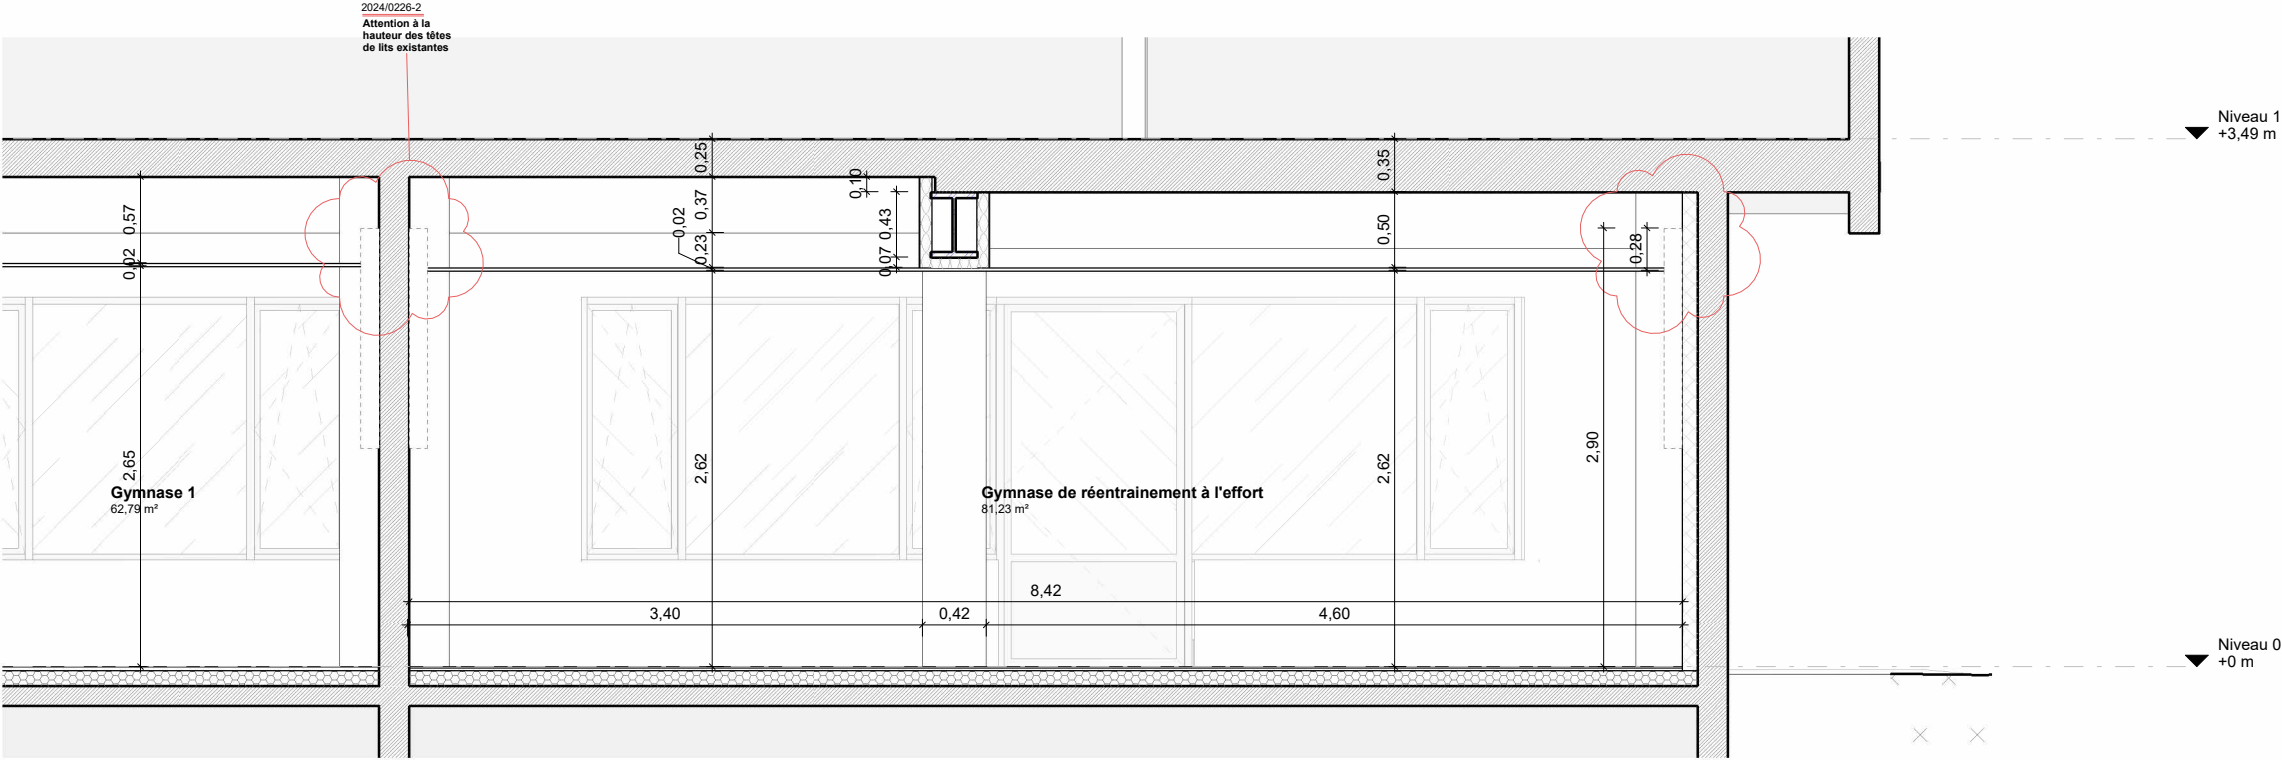 2024/0226-2
Attention à la
hauteur des têtes
de lits existantes
Niveau 1
+3,49 m
0,25
0,35
0,10
0,37
0,57
0,02
0,43
0,50
0,02
0,23
0,07
0,28
2,65
2,62
2,62
2,90
Gymnase 1
62,79 m²
Gymnase de réentrainement à l'effort
81,23 m²
8,42
3,40
0,42
4,60
Niveau 0
+0 m